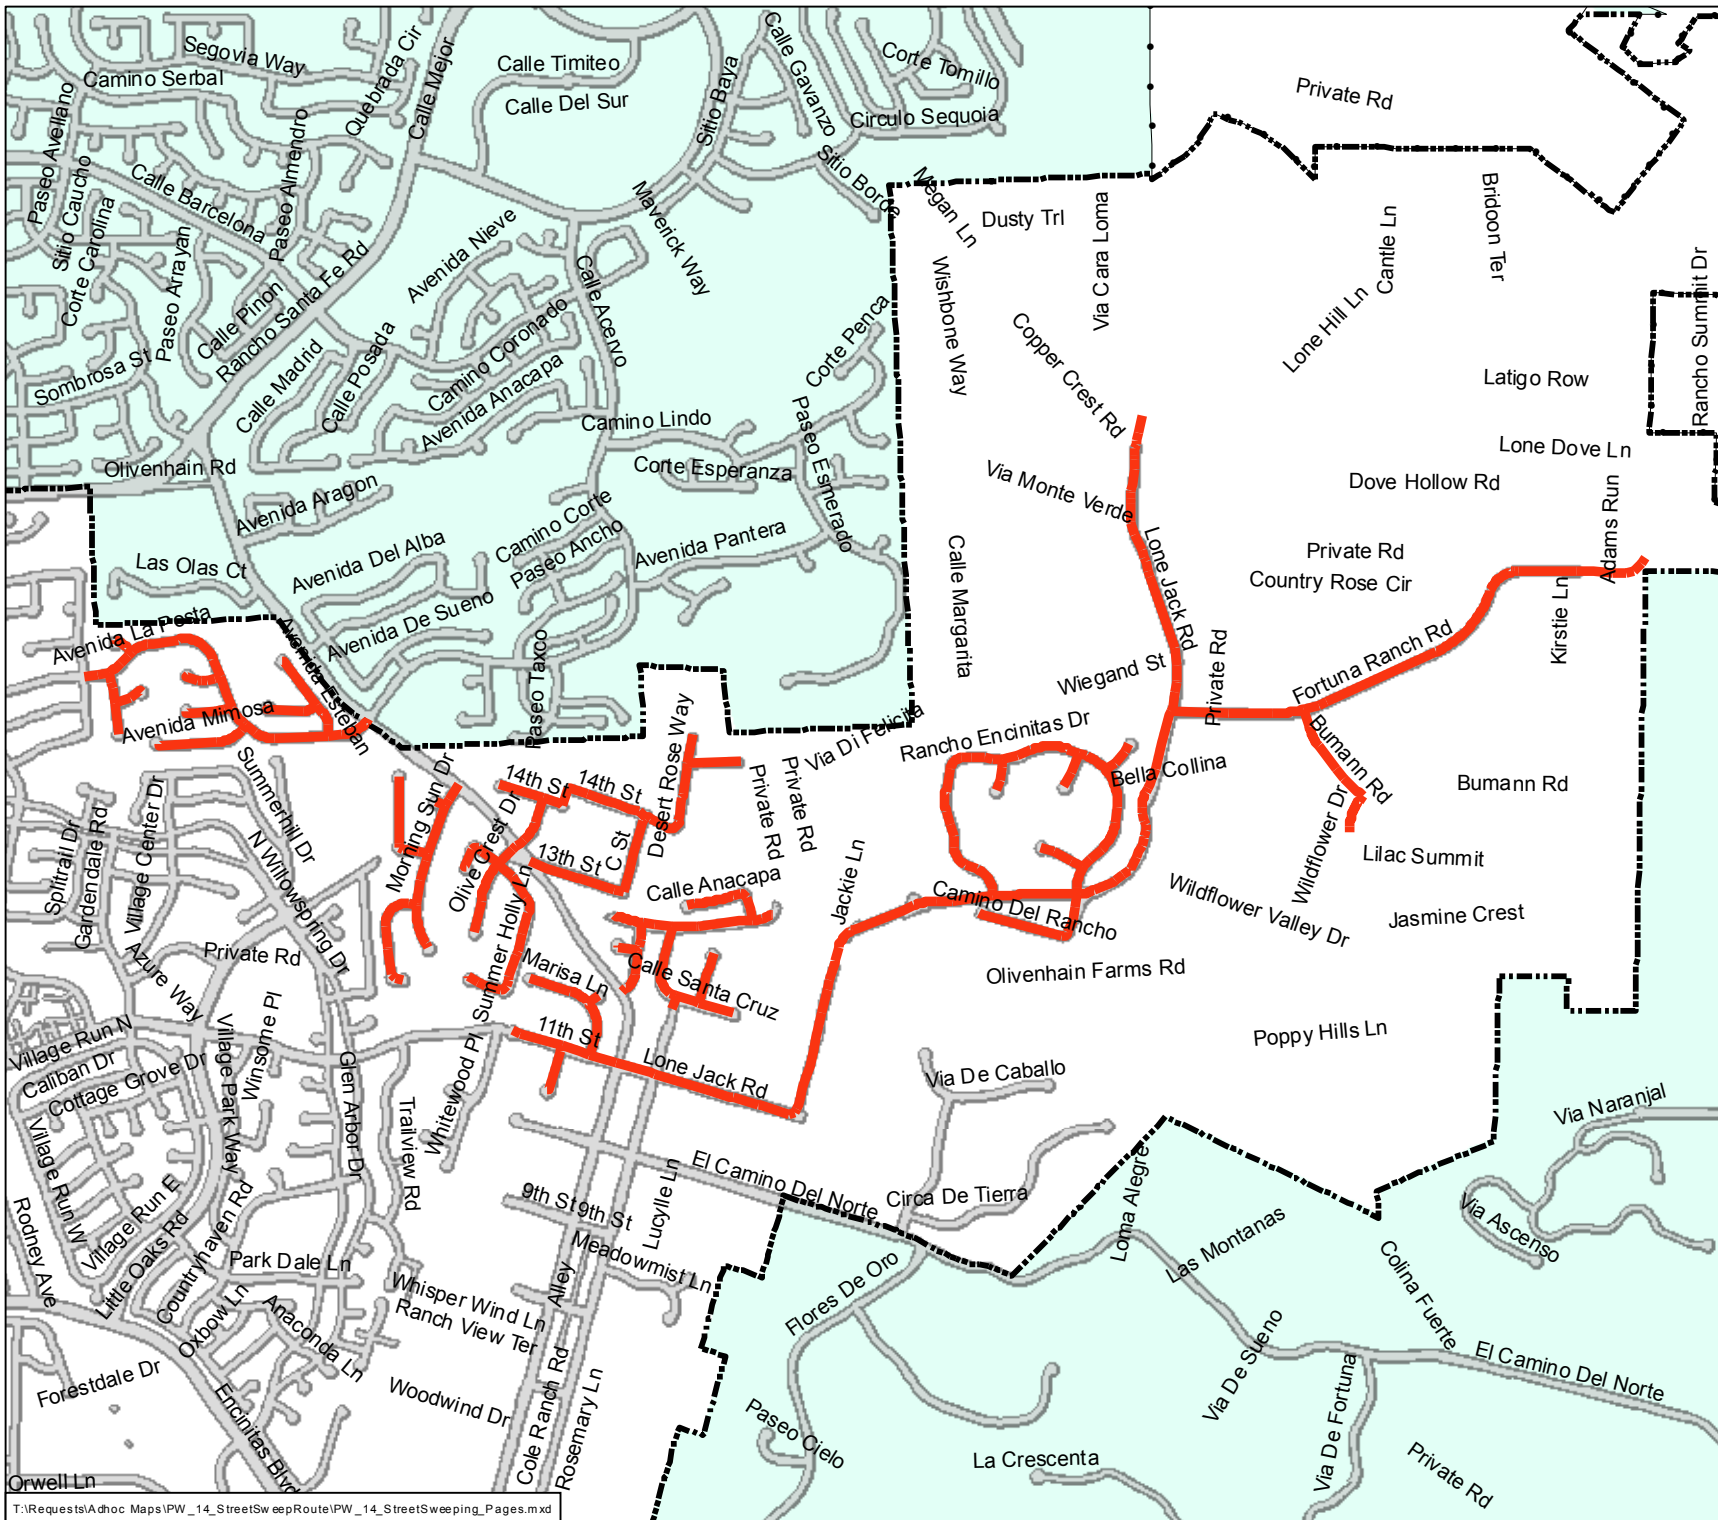 Segovia Way
Camino Serbal
Quebrada Cir
Calle Mejor
Calle Timiteo
Calle Del Sur
Sitio Baya
Calle Gavanzo
Corte Tomillo
Circulo Sequoia
Private Rd
Paseo Avellano
Sitio Caucho
Corte Carolina
Calle Barcelona
Paseo Almendro
Paseo Arrayan
Calle Pinon
Rancho Santa Fe Rd
Avenida Nieve
Maverick Way
Sitio Borde
Megan Ln
Dusty Trl
Via Cara Loma
Cantle Ln
Bridoon Ter
Rancho Summit Dr
Wishbone Way
Copper Crest Rd
Lone Hill Ln
Latigo Row
Sombrosa St
Calle Madrid
Calle Posada
Camino Coronado
Avenida Anacapa
Calle Acervo
Corte Penca
Camino Lindo
Corte Esperanza
Paseo Esmerado
Olivenhain Rd
Avenida Aragon
Via Monte Verde
Lone Dove Ln
Dove Hollow Rd
Adams Run
Las Olas Ct
Avenida Del Alba
Camino Corte
Paseo Ancho
Avenida Pantera
Calle Margarita
Lone Jack Rd
Private Rd
Country Rose Cir
Kirstie Ln
Avenida La Posta
Avenida De Sueno
Avenida Esteban
Paseo Taxco
Wiegand St
Private Rd
Fortuna Ranch Rd
Avenida Mimosa
Via Di Felicita
Rancho Encinitas Dr
Bella Collina
Bumann Rd
Bumann Rd
Summerhill Dr
Morning Sun Dr
14th St
14th St
Desert Rose Way
Private Rd
Private Rd
Olive Crest Dr
13th St
C St
Splitrail Dr
Gardendale Rd
Village Center Dr
N Willowspring Dr
Calle Anacapa
Jackie Ln
Camino Del Rancho
Wildflower Dr
Lilac Summit
Wildflower Valley Dr
Jasmine Crest
Azure Way
Private Rd
Summer Holly Ln
Marisa Ln
Calle Santa Cruz
Olivenhain Farms Rd
Village Run N
Caliban Dr
Cottage Grove Dr
Village Park Way
Winsome Pl
Glen Arbor Dr
Trailview Rd
Whitewood Pl
11th St
Lone Jack Rd
Poppy Hills Ln
Via De Caballo
Via Naranjal
Village Run W
Village Run E
Rodney Ave
Little Oaks Rd
Countryhaven Rd
Park Dale Ln
Oxbow Ln
Anaconda Ln
9th St
9th St
Lucylle Ln
El Camino Del Norte
Circa De Tierra
Loma Alegre
Las Montanas
Via Ascenso
Colina Fuerte
Meadowmist Ln
Alley
Whisper Wind Ln
Ranch View Ter
Flores De Oro
Via De Sueno
El Camino Del Norte
Forestdale Dr
Encinitas Blvd
Woodwind Dr
Cole Ranch Rd
Rosemary Ln
Paseo Cielo
La Crescenta
Via De Fortuna
Private Rd
Orwell Ln
T:\Requests\Adhoc Maps\PW_14_StreetSweepRoute\PW_14_StreetSweeping_Pages.mxd